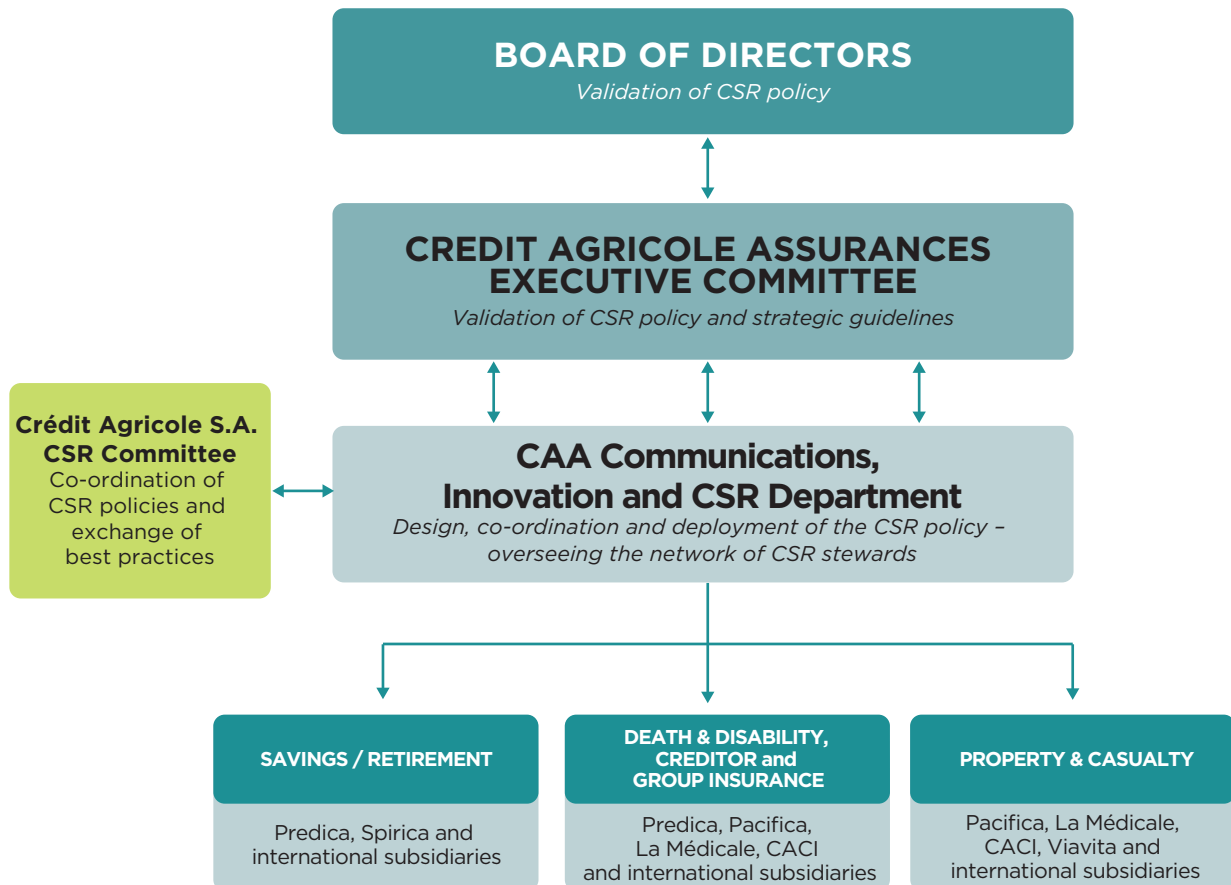 BOARD OF DIRECTORS
Validation of CSR policy
CREDIT AGRICOLE ASSURANCES
EXECUTIVE COMMITTEE
Validation of CSR policy and strategic guidelines
Crédit Agricole S.A.
CSR Committee
Co-ordination of
CSR policies and
exchange of
best practices
CAA Communications,
Innovation and CSR Department
Design, co-ordination and deployment of the CSR policy –
overseeing the network of CSR stewards
SAVINGS / RETIREMENT
Predica, Spirica and
international subsidiaries
DEATH & DISABILITY,
CREDITOR and
GROUP INSURANCE
Predica, Pacifica,
La Médicale, CACI
and international subsidiaries
PROPERTY & CASUALTY
Pacifica, La Médicale,
CACI, Viavita and
international subsidiaries